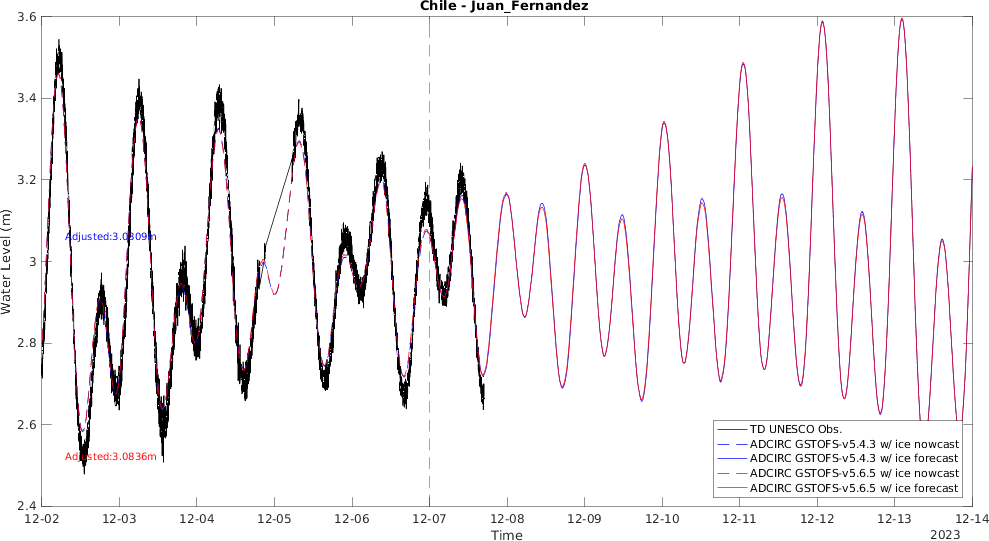 Chile - Juan_Fernandez
3.6
3.4
3.2
3
2.8
2.6
2.4
Water Level (m)
Adjusted:3.0309m
Adjusted:3.0836m
TD UNESCO Obs.
ADCIRC GSTOFS-v5.4.3 w/ ice nowcast
ADCIRC GSTOFS-v5.4.3 w/ ice forecast
ADCIRC GSTOFS-v5.6.5 w/ ice nowcast
ADCIRC GSTOFS-v5.6.5 w/ ice forecast
12-02 12-03 12-04 12-05 12-06 12-07 12-08 12-09 12-10 12-11 12-12 12-13 12-14
Time
2023